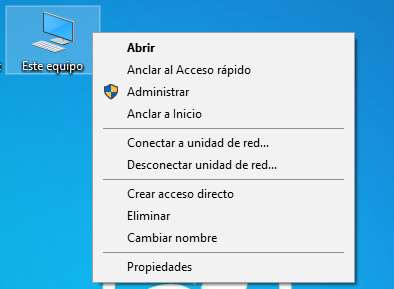 Este equipo
Abrir
Anclar al Acceso rápido
Administrar
Anclar a Inicio
Conectar a unidad de red...
Desconectar unidad de red...
Crear acceso directo
Eliminar
Cambiar nombre
Propiedades